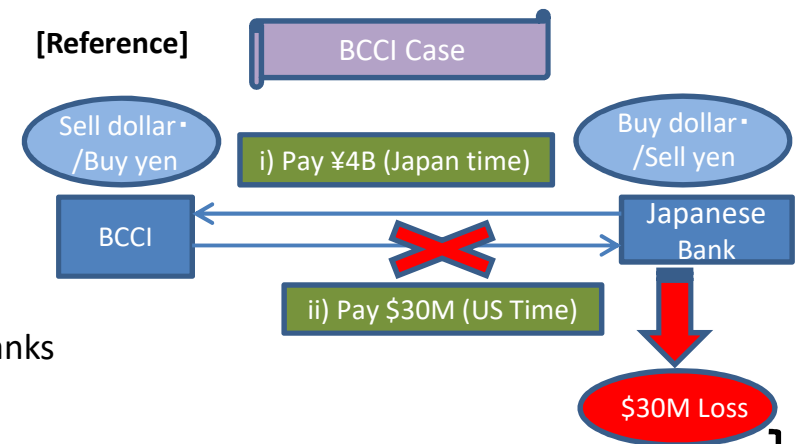 [Reference]
BCCI Case
Sell dollar・
/Buy yen
i) Pay ¥4B (Japan time)
Buy dollar・
/Sell yen
BCCI
Japanese
Bank
ii) Pay $30M (US Time)
anks
$30M Loss